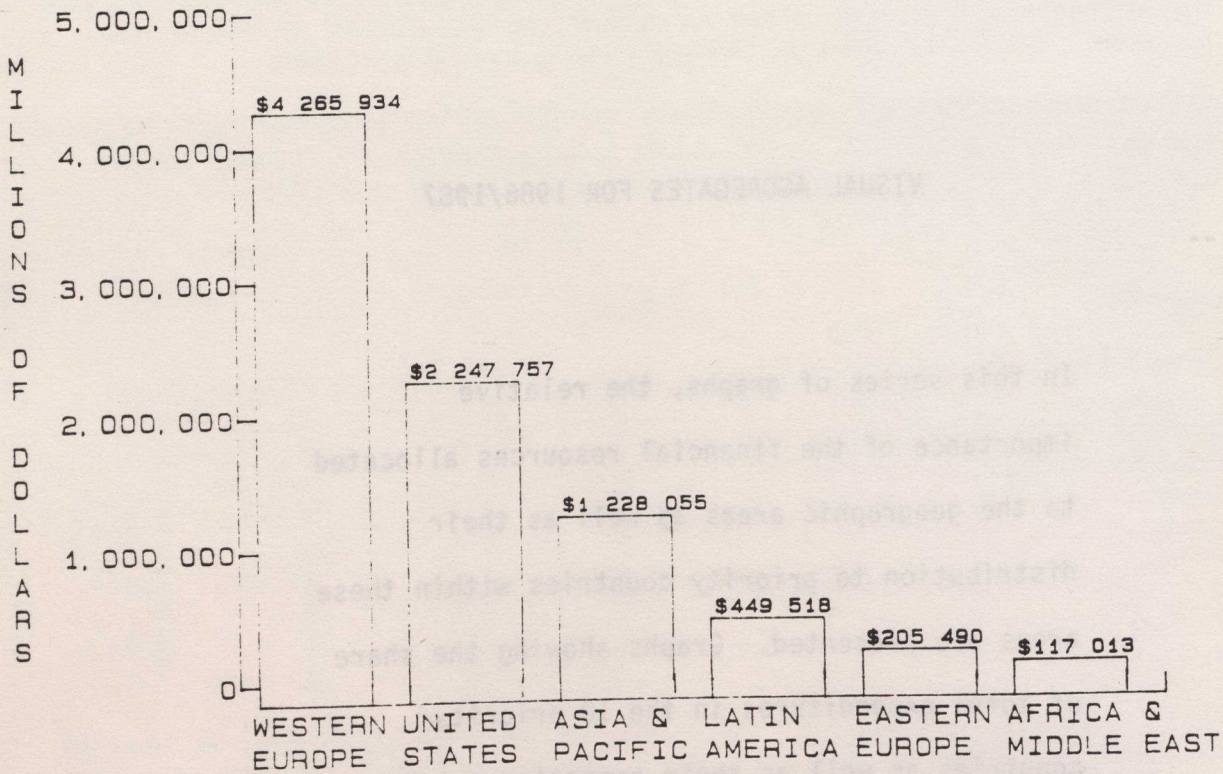 MILLIONS OF DOLLARS
5,000,000
4,000,000
3,000,000
2,000,000
1,000,000
0
$4 265 934
$2 247 757
$1 228 055
$449 518
$205 490
$117 013
WESTERN EUROPE
UNITED STATES
ASIA & PACIFIC
LATIN AMERICA
EASTERN EUROPE
AFRICA & MIDDLE EAST
VISUAL AGGREGATES FOR 1986/1987
In this series of graphs, the relative
importance of the financial resources allocated
to the geographic areas as well as their
distribution to priority countries within these
Graphs showing the share